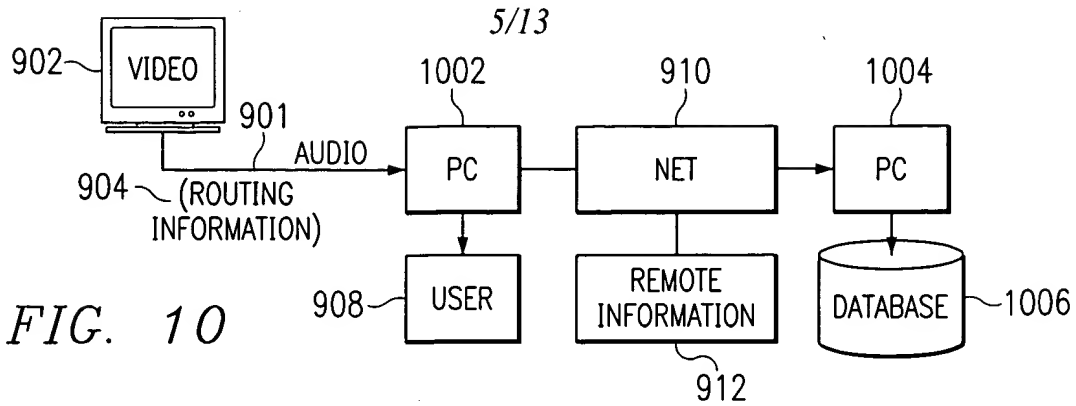 5/13
902
VIDEO
901
AUDIO
904
(ROUTING
INFORMATION)
1002
PC
910
NET
1004
PC
908
USER
REMOTE
INFORMATION
912
DATABASE
1006
FIG. 10